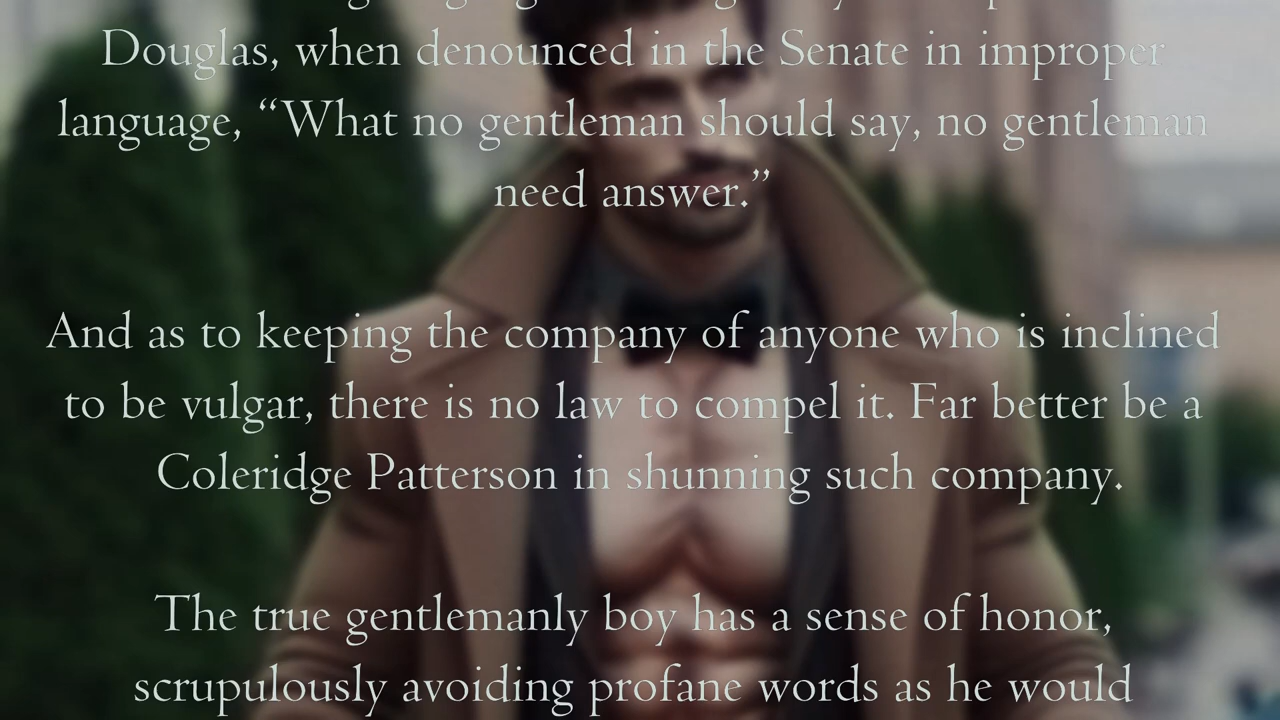 Douglas, when denounced in the Senate in improper
language, “What no gentleman should say, no gentleman
need answer.”
And as to keeping the company of anyone who is inclined
to be vulgar, there is no law to compel it. Far better be a
Coleridge Patterson in shunning such company.
The true gentlemanly boy has a sense of honor,
scrupulously avoiding profane words as he would